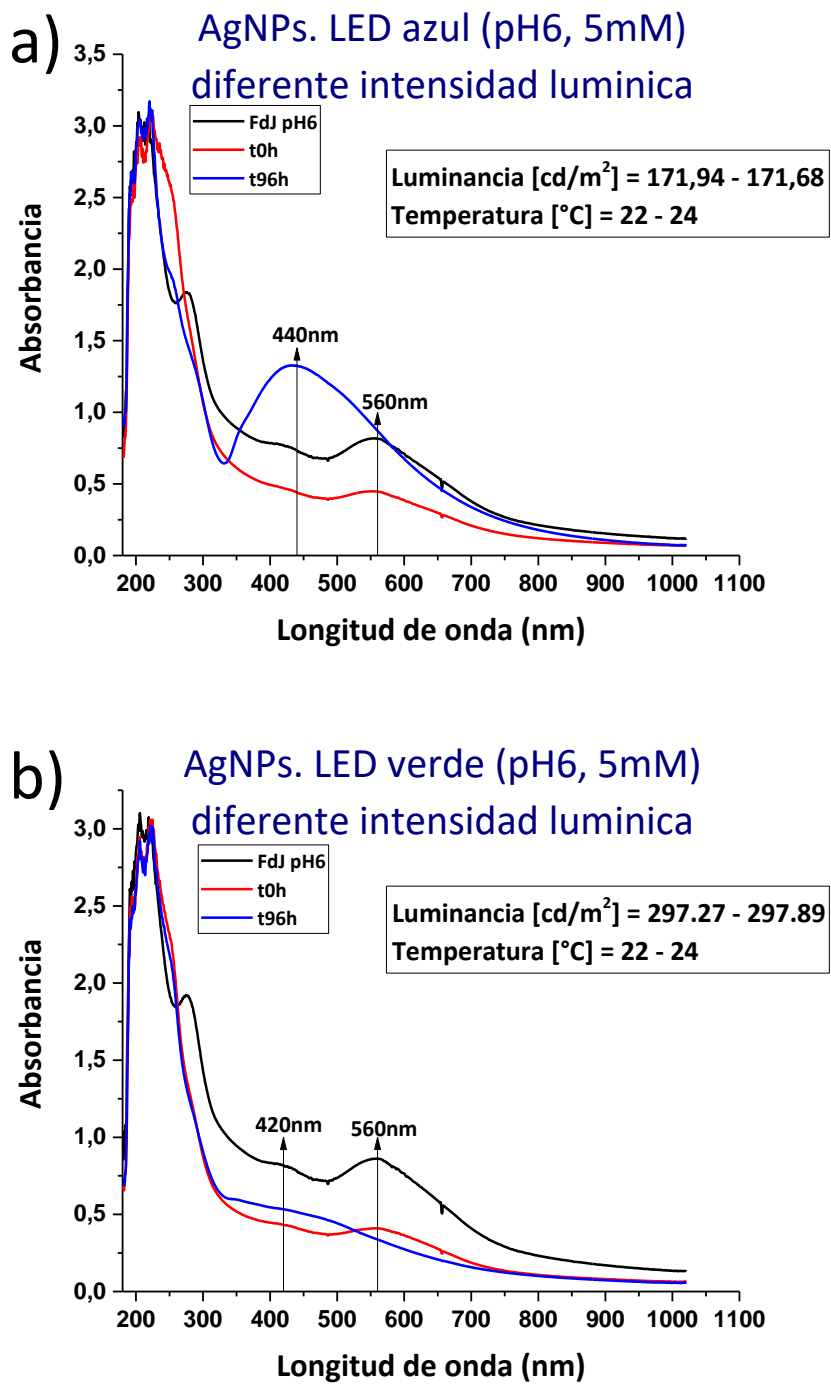 a)
AgNPs. LED azul (pH6, 5mM)
diferente intensidad luminica
FdJ pH6
t0h
t96h
Luminancia [cd/m²] = 171,94 - 171,68
Temperatura [°C] = 22 - 24
440nm
560nm
3,5
3,0
2,5
2,0
1,5
1,0
0,5
0,0
Absorbancia
200 300 400 500 600 700 800 900 1000 1100
Longitud de onda (nm)
b)
AgNPs. LED verde (pH6, 5mM)
diferente intensidad luminica
FdJ pH6
t0h
t96h
Luminancia [cd/m²] = 297.27 - 297.89
Temperatura [°C] = 22 - 24
420nm
560nm
3,0
2,5
2,0
1,5
1,0
0,5
0,0
Absorbancia
200 300 400 500 600 700 800 900 1000 1100
Longitud de onda (nm)